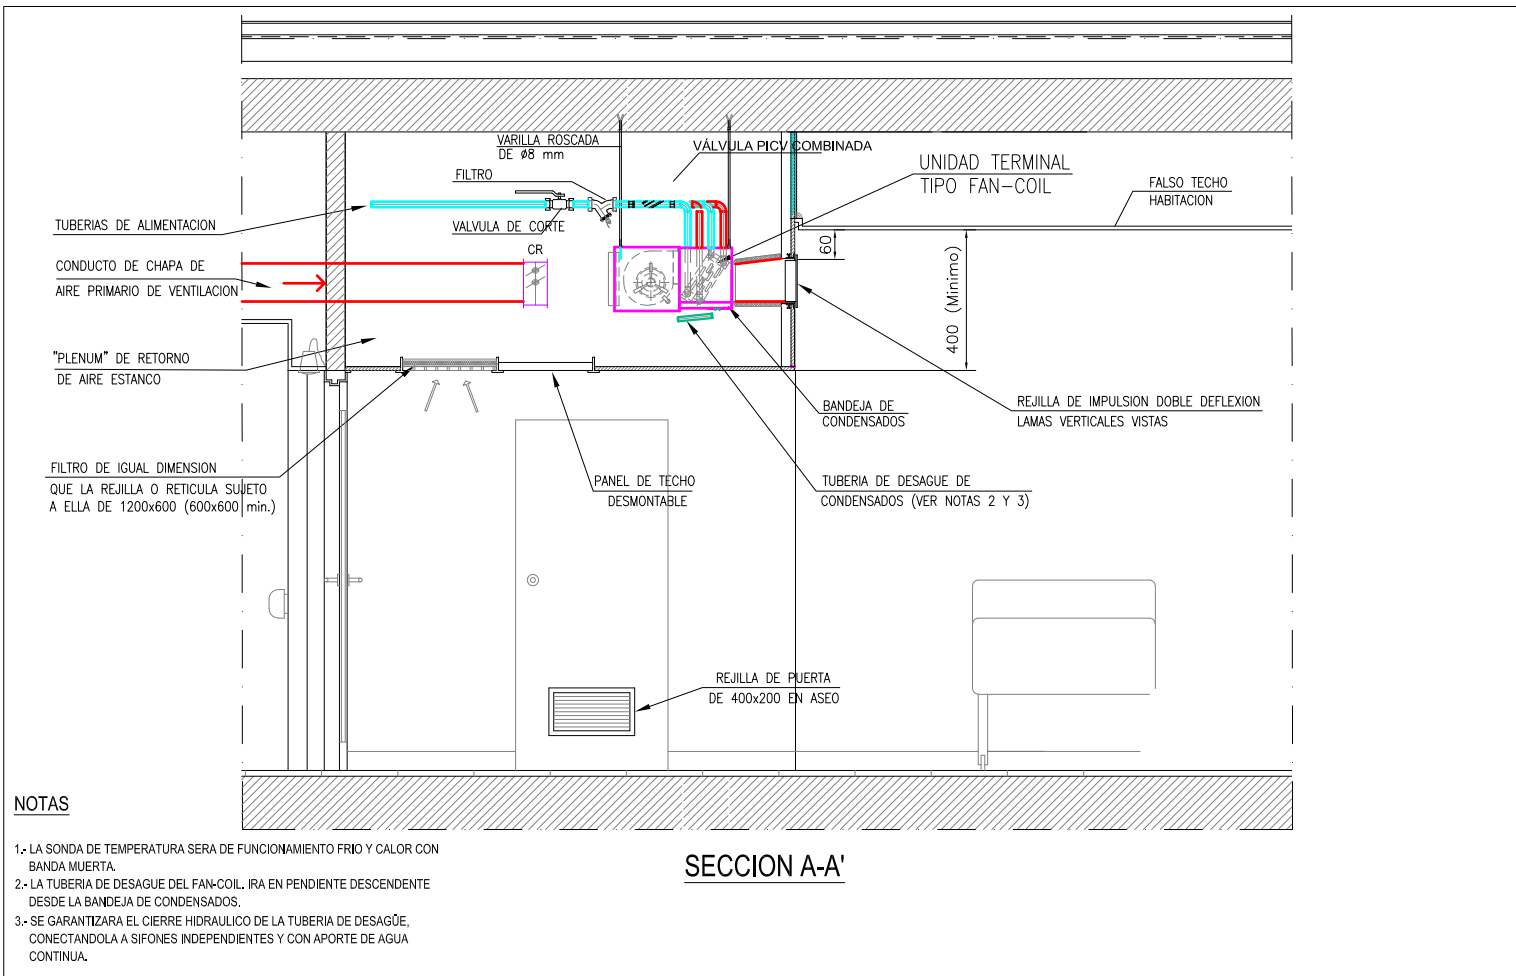 VARILLA ROSCADA
DE Ø8 mm
VÁLVULA PICV COMBINADA
UNIDAD TERMINAL
TIPO FAN-COIL
FILTRO
FALSO TECHO
HABITACION
TUBERIAS DE ALIMENTACION
VALVULA DE CORTE
CR
60
400 (Minimo)
CONDUCTO DE CHAPA DE
AIRE PRIMARIO DE VENTILACION
"PLENUM" DE RETORNO
DE AIRE ESTANCO
BANDEJA DE
CONDENSADOS
REJILLA DE IMPULSION DOBLE DEFLEXION
LAMAS VERTICALES VISTAS
FILTRO DE IGUAL DIMENSION
QUE LA REJILLA O RETICULA SUJETO
A ELLA DE 1200x600 (600x600 min.)
PANEL DE TECHO
DESMONTABLE
TUBERIA DE DESAGUE DE
CONDENSADOS (VER NOTAS 2 Y 3)
REJILLA DE PUERTA
DE 400x200 EN ASEO
NOTAS
1.- LA SONDA DE TEMPERATURA SERA DE FUNCIONAMIENTO FRIO Y CALOR CON
BANDA MUERTA.
2.- LA TUBERIA DE DESAGUE DEL FAN-COIL. IRA EN PENDIENTE DESCENDENTE
DESDE LA BANDEJA DE CONDENSADOS.
3.- SE GARANTIZARA EL CIERRE HIDRAULICO DE LA TUBERIA DE DESAGÜE,
CONECTANDOLA A SIFONES INDEPENDIENTES Y CON APORTE DE AGUA
CONTINUA.
SECCION A-A'